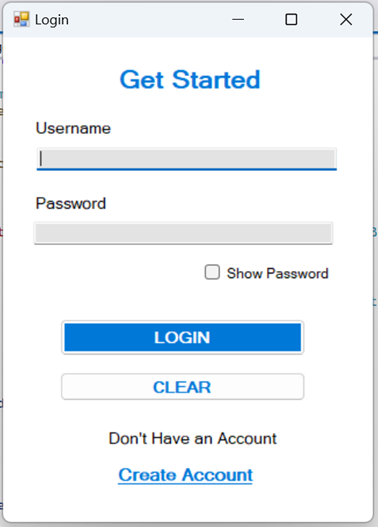 Login
Get Started
Username
Password
Show Password
LOGIN
CLEAR
Don't Have an Account
Create Account